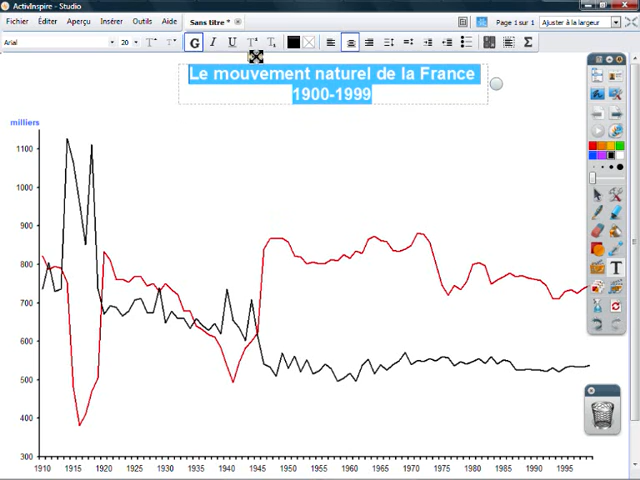 ActivInspire - Studio
Fichier Éditer Aperçu Insérer Outils Aide Sans titre * Page 1 sur 1 Ajuster à la largeur
Arial 20 G I U T T Σ
Le mouvement naturel de la France
1900-1999
milliers
1100
1000
900
800
700
600
500
400
300
1910 1915 1920 1925 1930 1935 1940 1945 1950 1955 1960 1965 1970 1975 1980 1985 1990 1995
T